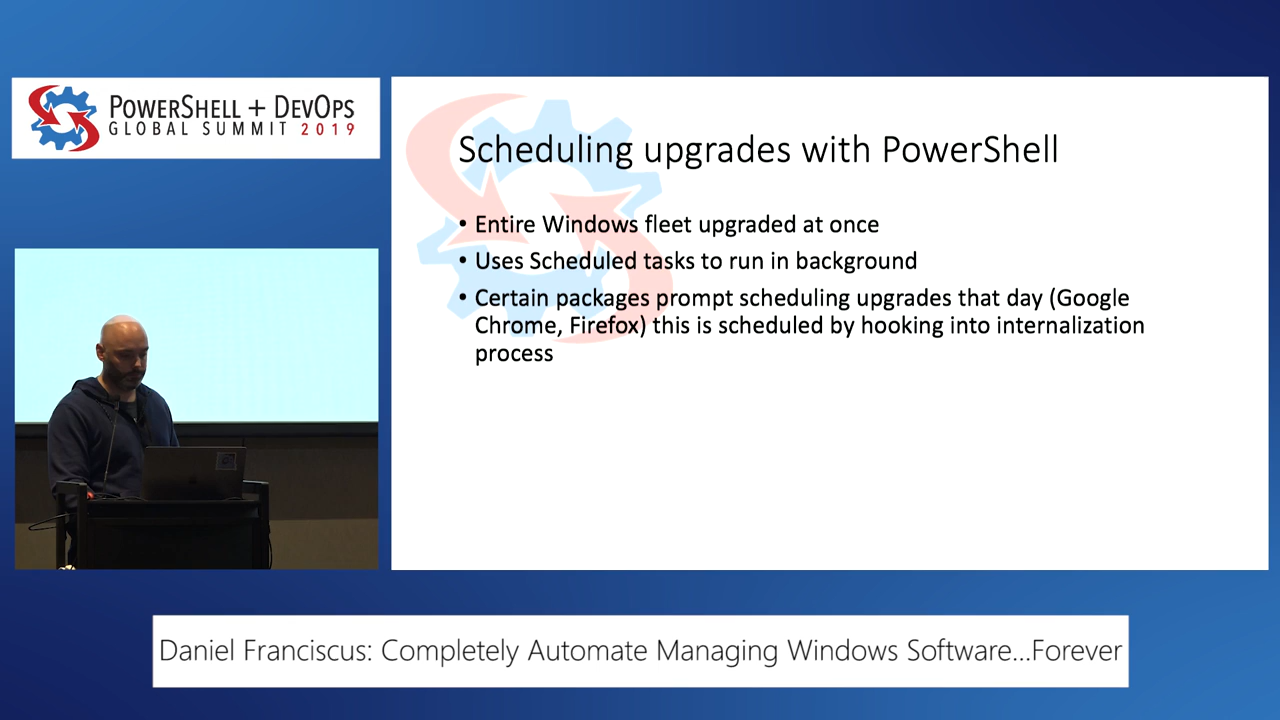 POWERSHELL + DEVOPS
GLOBAL SUMMIT 2019
Scheduling upgrades with PowerShell
• Entire Windows fleet upgraded at once
• Uses Scheduled tasks to run in background
• Certain packages prompt scheduling upgrades that day (Google
Chrome, Firefox) this is scheduled by hooking into internalization
process
Daniel Franciscus: Completely Automate Managing Windows Software...Forever